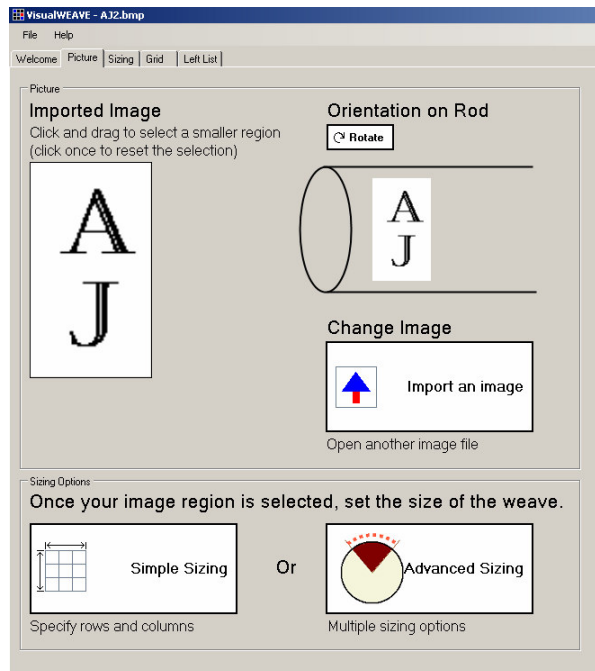 VisualWEAVE - AJ2.bmp
File Help
Welcome Picture Sizing Grid Left List
Picture
Imported Image
Click and drag to select a smaller region
(click once to reset the selection)
A
J
Orientation on Rod
Rotate
A
J
Change Image
Import an image
Open another image file
Sizing Options
Once your image region is selected, set the size of the weave.
Simple Sizing
Specify rows and columns
Or
Advanced Sizing
Multiple sizing options